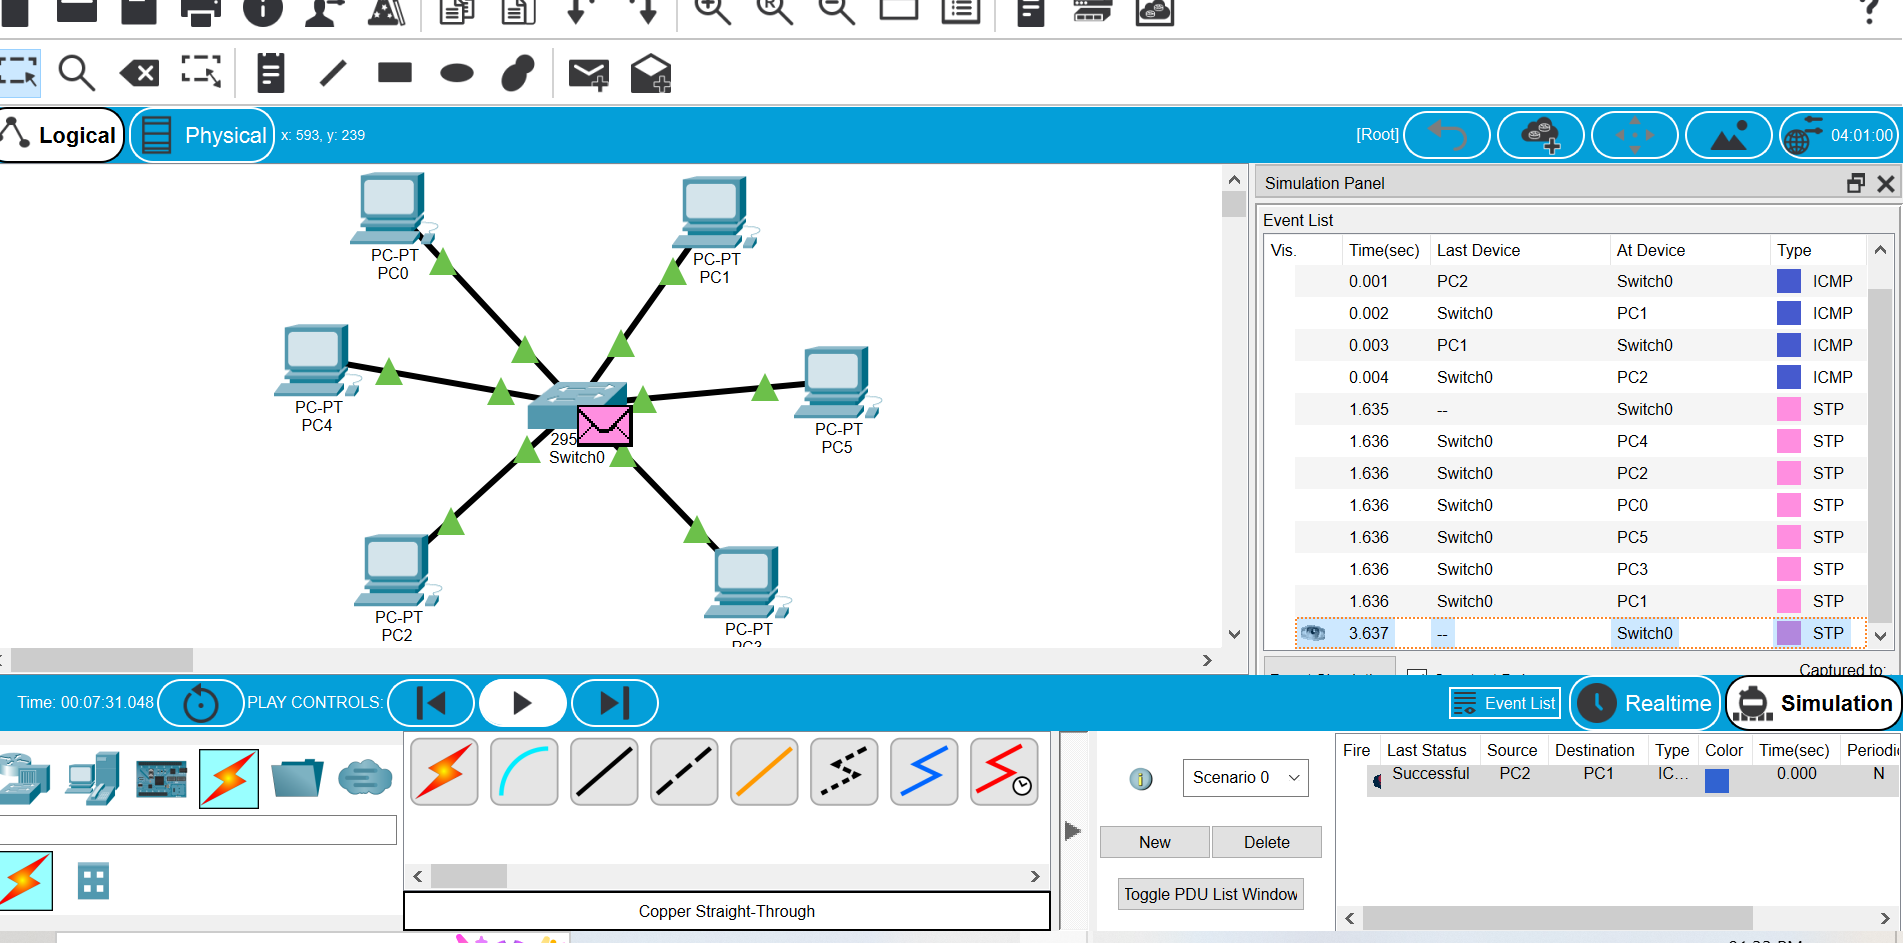 Logical
Physical
x: 593, y: 239
[Root]
04:01:00
PC-PT
PC0
PC-PT
PC1
PC-PT
PC4
PC-PT
PC5
295
Switch0
PC-PT
PC2
PC-PT
Simulation Panel
Event List
Vis. Time(sec) Last Device At Device Type
0.001 PC2 Switch0 ICMP
0.002 Switch0 PC1 ICMP
0.003 PC1 Switch0 ICMP
0.004 Switch0 PC2 ICMP
1.635 -- Switch0 STP
1.636 Switch0 PC4 STP
1.636 Switch0 PC2 STP
1.636 Switch0 PC0 STP
1.636 Switch0 PC5 STP
1.636 Switch0 PC3 STP
1.636 Switch0 PC1 STP
3.637 -- Switch0 STP
Captured to:
Time: 00:07:31.048
PLAY CONTROLS:
Event List
Realtime
Simulation
Copper Straight-Through
Scenario 0
New
Delete
Toggle PDU List Window
Fire Last Status Source Destination Type Color Time(sec) Periodi
Successful PC2 PC1 IC... 0.000 N